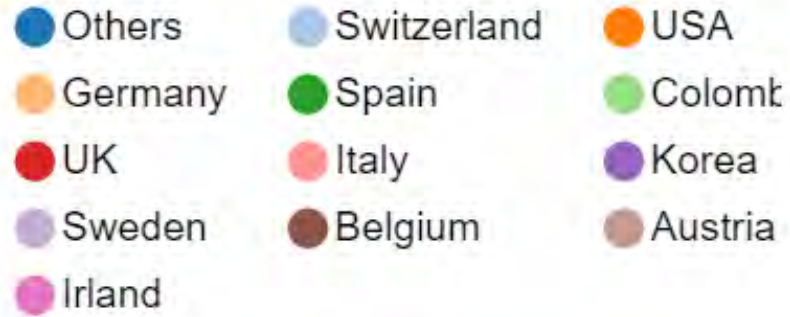 Others Switzerland USA
Germany Spain Colomb
UK Italy Korea
Sweden Belgium Austria
Irland